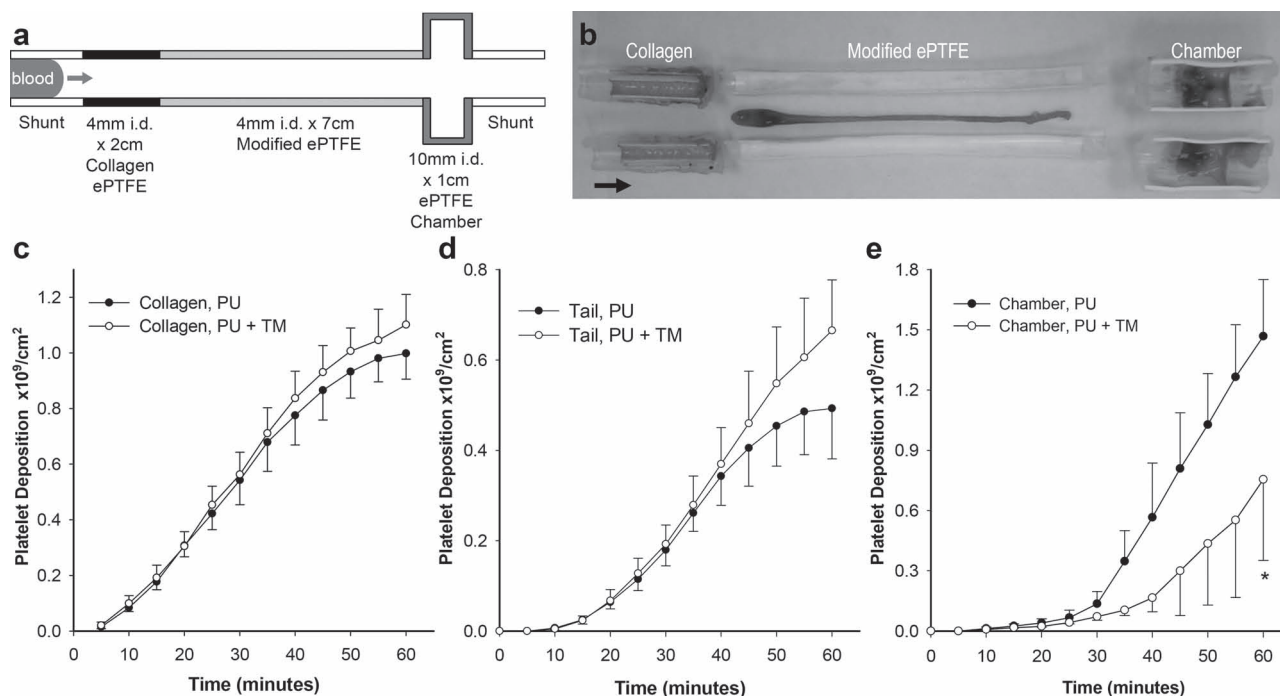 a
blood
Shunt
4mm i.d.
x 2cm
Collagen
ePTFE
4mm i.d. x 7cm
Modified ePTFE
10mm i.d.
x 1cm
ePTFE
Chamber
Shunt
b
Collagen
Modified ePTFE
Chamber
c
Platelet Deposition x10⁹/cm²
1.2
1.0
0.8
0.6
0.4
0.2
0.0
Collagen, PU
Collagen, PU + TM
0 10 20 30 40 50 60
Time (minutes)
d
Platelet Deposition x10⁹/cm²
0.8
0.6
0.4
0.2
0.0
Tail, PU
Tail, PU + TM
0 10 20 30 40 50 60
Time (minutes)
e
Platelet Deposition x10⁹/cm²
1.8
1.5
1.2
0.9
0.6
0.3
0.0
Chamber, PU
Chamber, PU + TM
*
0 10 20 30 40 50 60
Time (minutes)